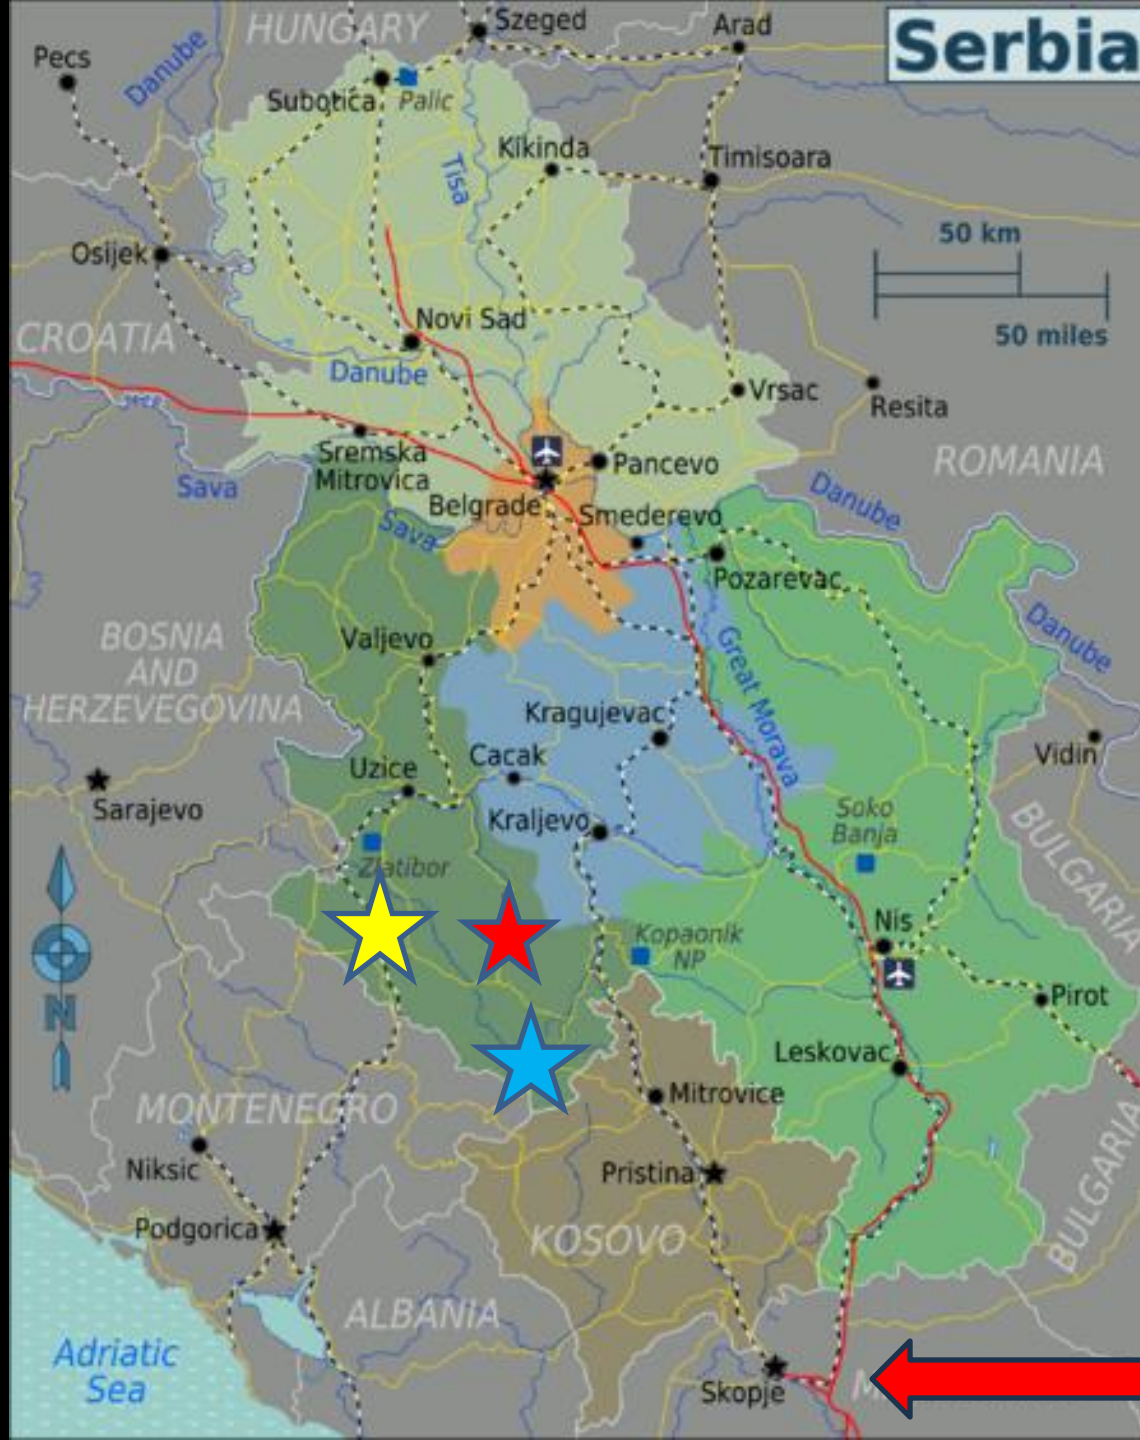 Serbia
HUNGARY
Szeged
Arad
Pecs
Danube
Subotica
Palic
Kikinda
Timisoara
Tisa
Osijek
50 km
50 miles
CROATIA
Novi Sad
Danube
Vrsac
Resita
Sremska
Mitrovica
Pancevo
ROMANIA
Sava
Belgrade
Smederevo
Danube
Sava
Pozarevac
BOSNIA
AND
HERZEVEGOVINA
Valjevo
Great Morava
Danube
Kragujevac
Vidin
Uzice
Cacak
Sarajevo
Kraljevo
Soko
Banja
BULGARIA
Zlatibor
Nis
Kopaonik
NP
N
Pirot
Leskovac
Mitrovice
MONTENEGRO
Niksic
Pristina
BULGARIA
Podgorica
KOSOVO
ALBANIA
Adriatic
Sea
Skopje
M